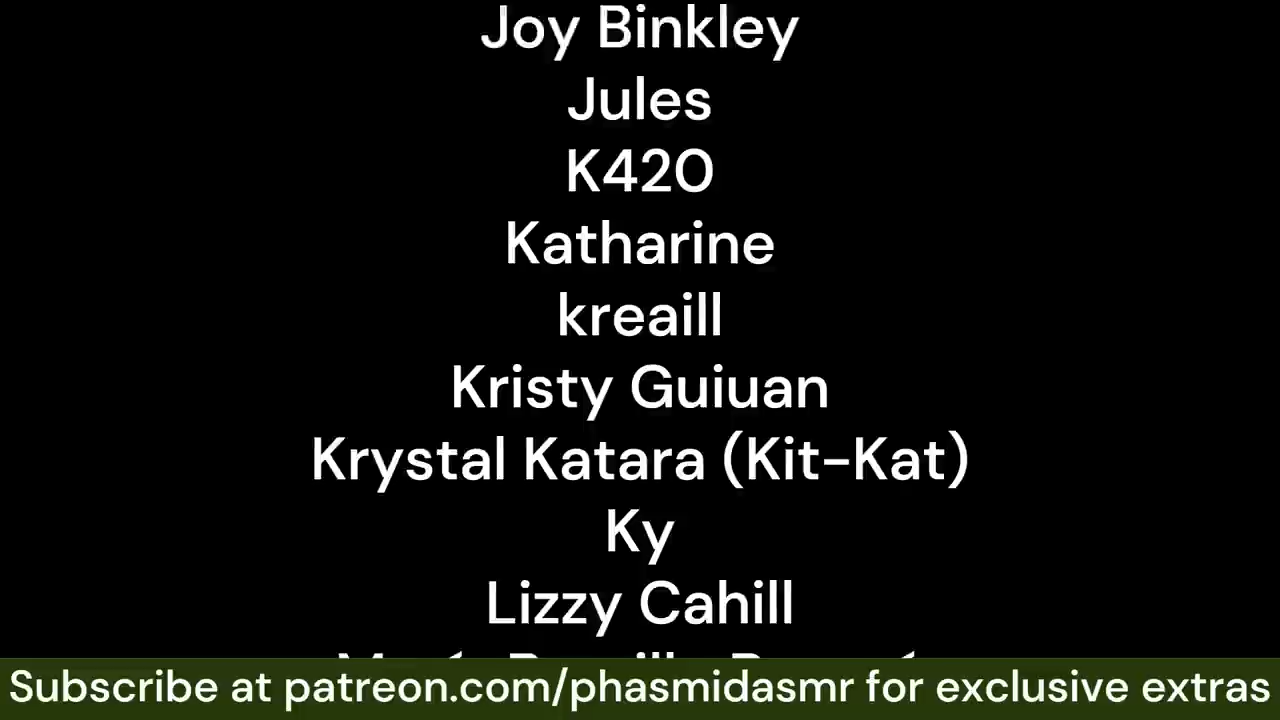 Joy Binkley
Jules
K420
Katharine
kreaill
Kristy Guiuan
Krystal Katara (Kit-Kat)
Ky
Lizzy Cahill
Subscribe at patreon.com/phasmidasmr for exclusive extras